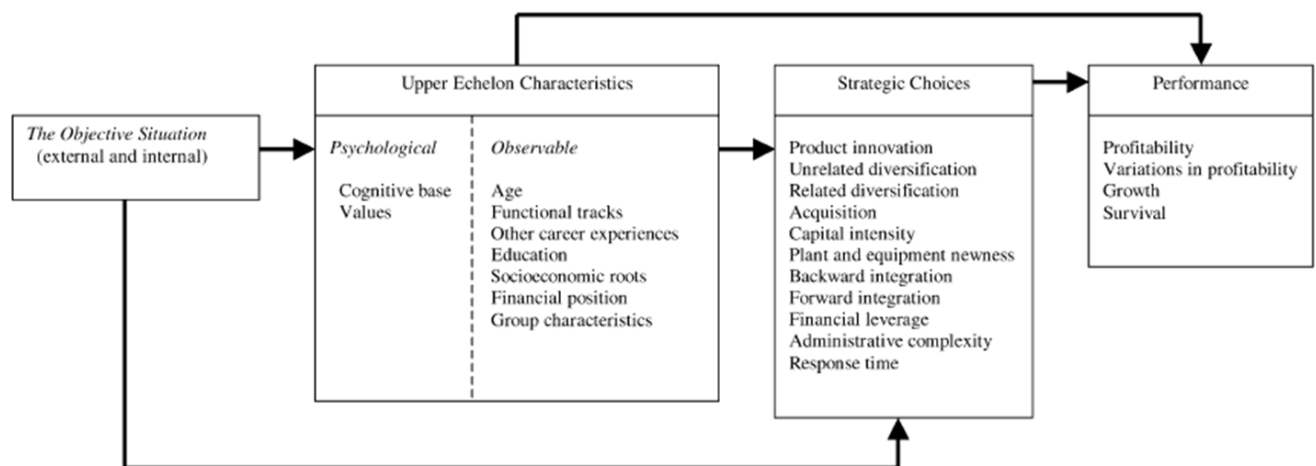 The Objective Situation
(external and internal)
Upper Echelon Characteristics
Psychological
Cognitive base
Values
Observable
Age
Functional tracks
Other career experiences
Education
Socioeconomic roots
Financial position
Group characteristics
Strategic Choices
Product innovation
Unrelated diversification
Related diversification
Acquisition
Capital intensity
Plant and equipment newness
Backward integration
Forward integration
Financial leverage
Administrative complexity
Response time
Performance
Profitability
Variations in profitability
Growth
Survival